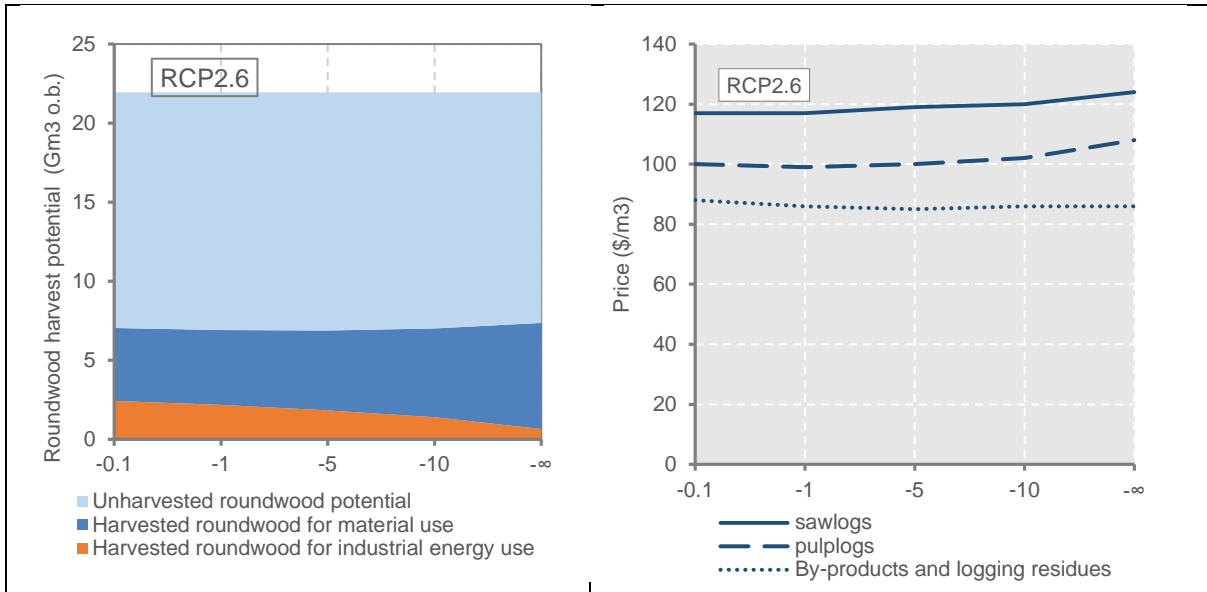 Roundwood harvest potential (Gm3 o.b.)
25
20
15
10
5
0
RCP2.6
-0.1
-1
-5
-10
-∞
Unharvested roundwood potential
Harvested roundwood for material use
Harvested roundwood for industrial energy use
Price ($/m3)
140
120
100
80
60
40
20
0
RCP2.6
-0.1
-1
-5
-10
-∞
sawlogs
pulplogs
By-products and logging residues